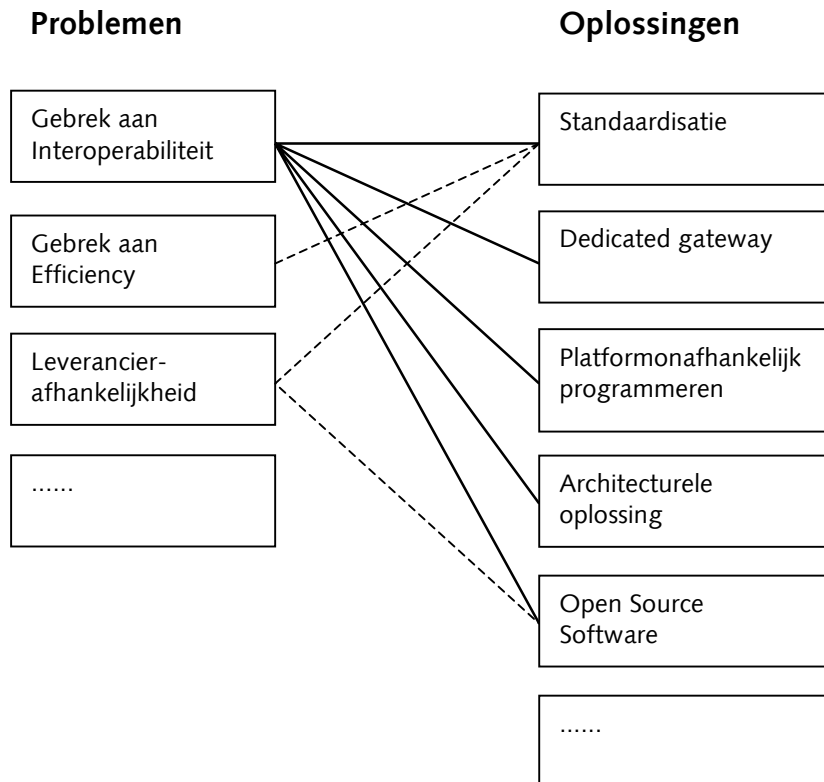 Problemen
Gebrek aan
Interoperabiliteit
Gebrek aan
Efficiency
Leverancier-
afhankelijkheid
......
Oplossingen
Standaardisatie
Dedicated gateway
Platformonafhankelijk
programmeren
Architecturele
oplossing
Open Source
Software
......